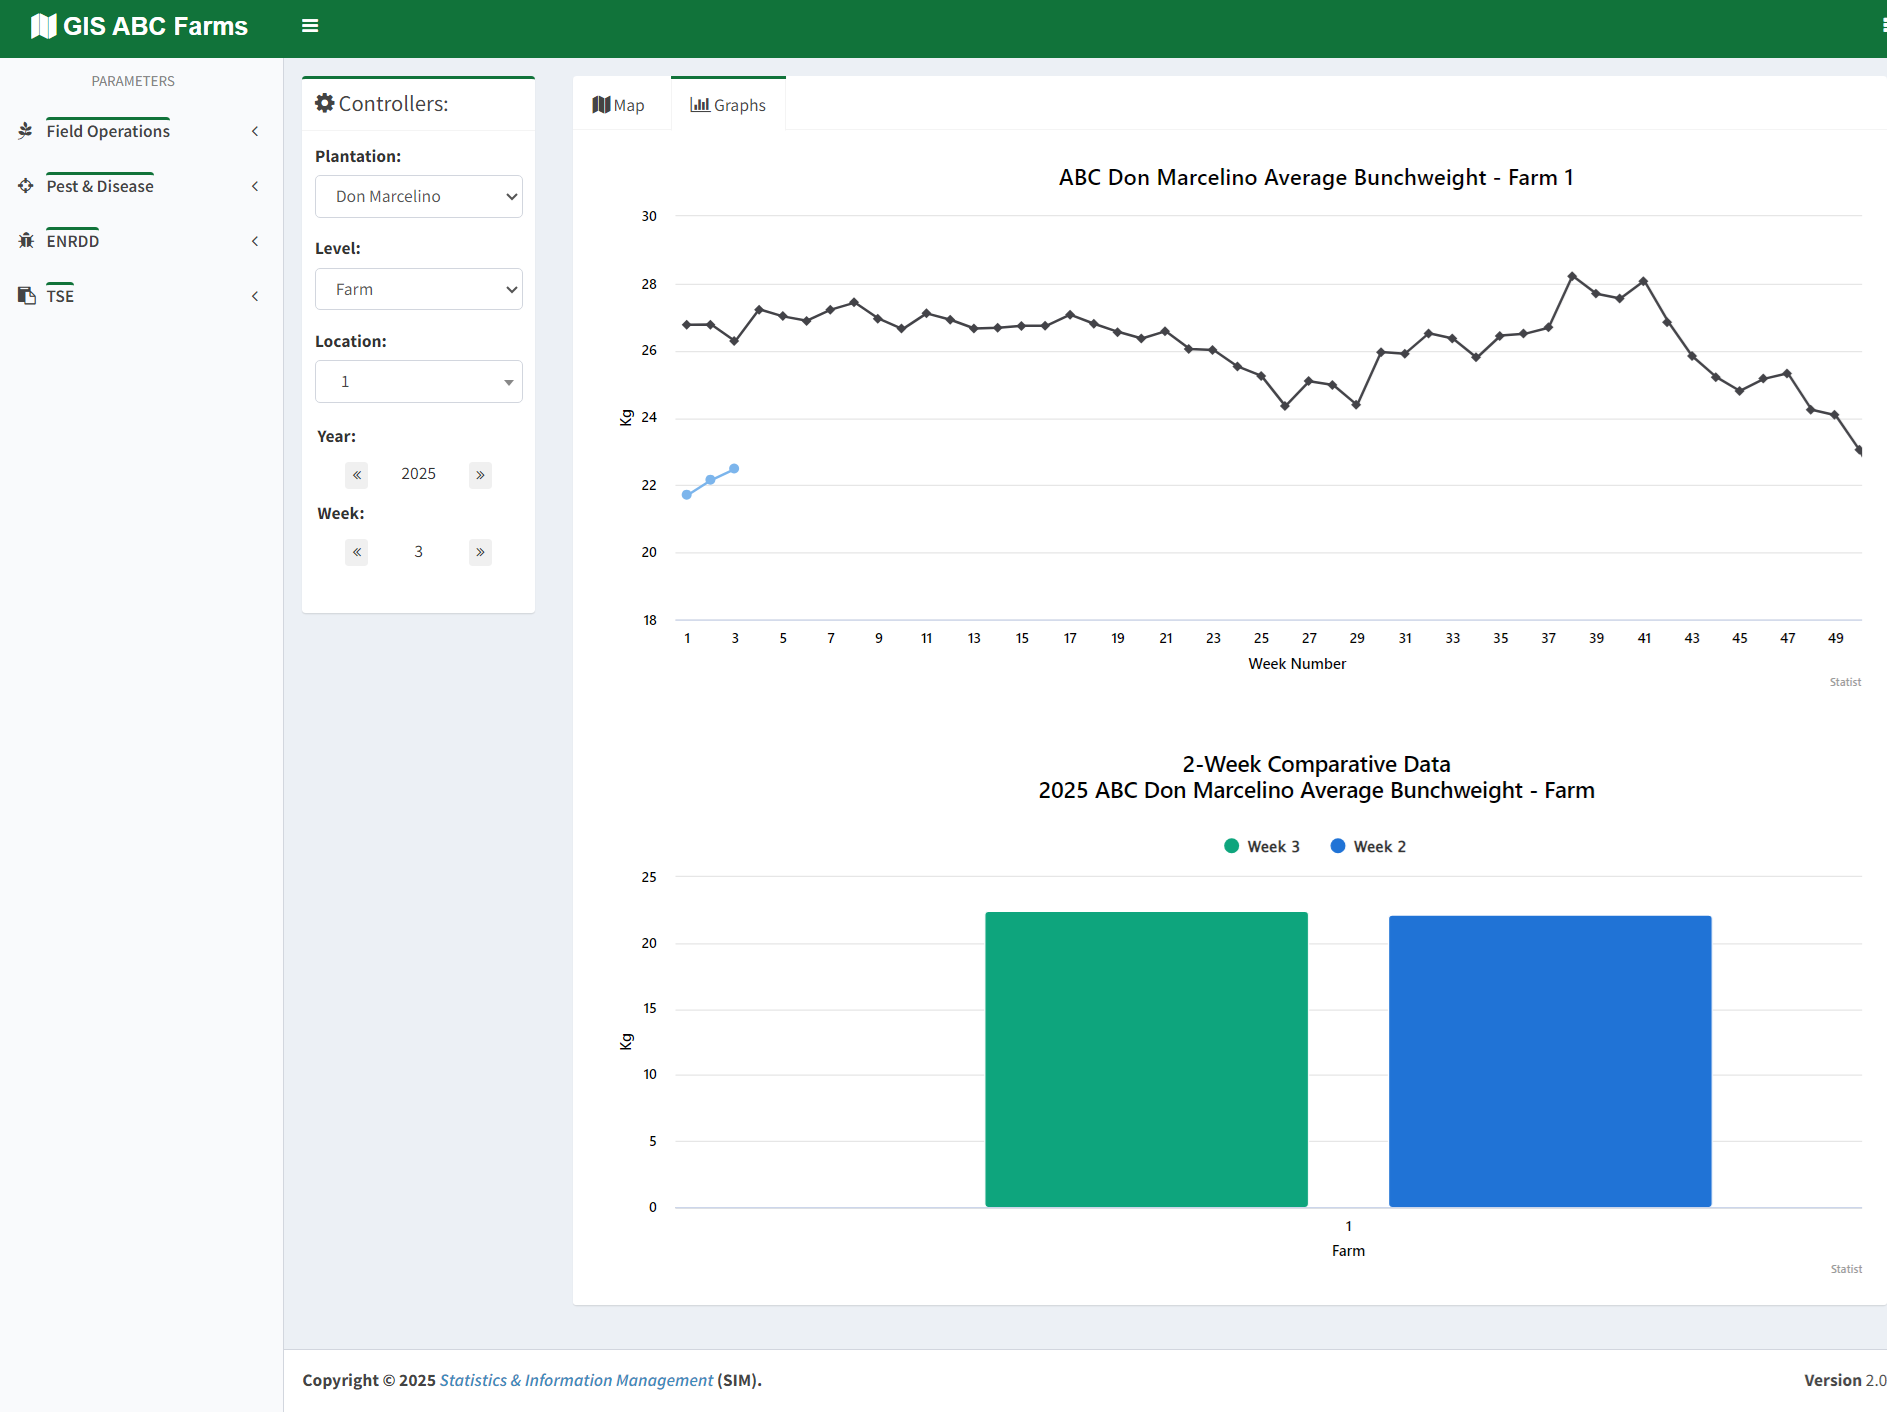 GIS ABC Farms
PARAMETERS
Field Operations
Pest & Disease
ENRDD
TSE
Controllers:
Plantation:
Don Marcelino
Level:
Farm
Location:
1
Year:
« 2025 »
Week:
« 3 »
Map
Graphs
ABC Don Marcelino Average Bunchweight - Farm 1
30
28
26
24
22
20
18
Kg
1 3 5 7 9 11 13 15 17 19 21 23 25 27 29 31 33 35 37 39 41 43 45 47 49
Week Number
Statist
2-Week Comparative Data
2025 ABC Don Marcelino Average Bunchweight - Farm
Week 3 Week 2
25
20
15
10
5
0
Kg
1
Farm
Statist
Copyright © 2025 Statistics & Information Management (SIM).
Version 2.0